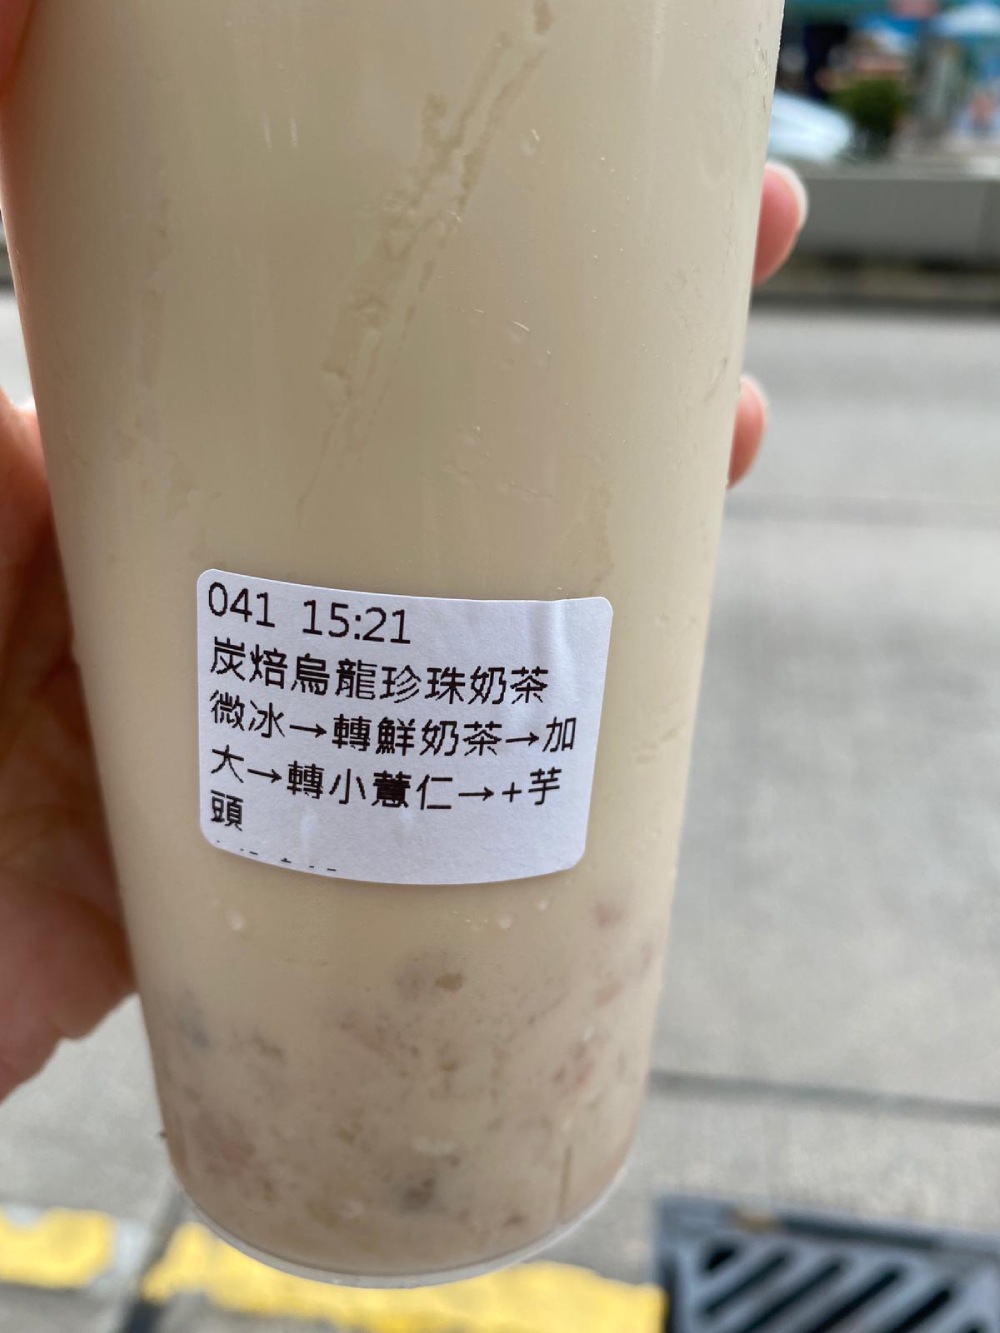 041 15:21
炭焙烏龍珍珠奶茶
微冰→轉鮮奶茶→加
大→轉小薏仁→+芋
頭